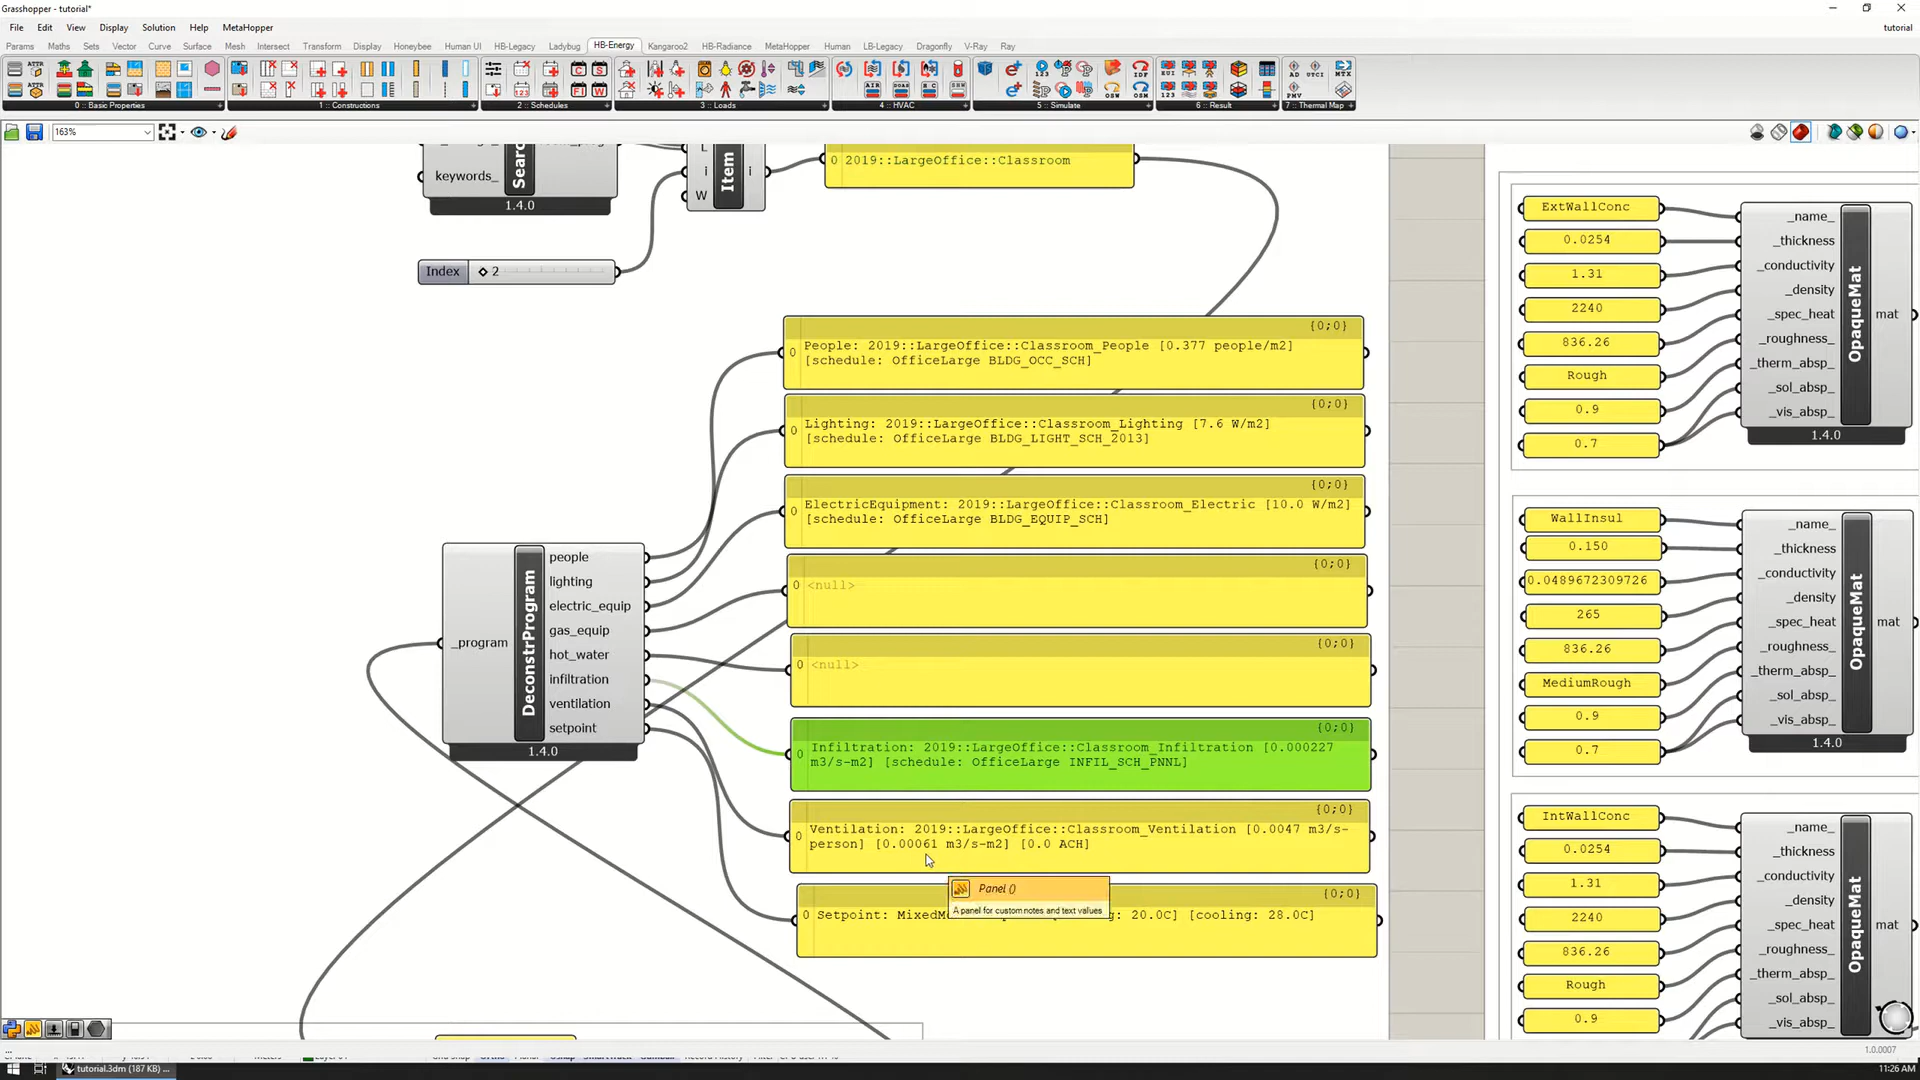 Grasshopper - tutorial*
File Edit View Display Solution Help MetaHopper
tutorial
Params Maths Sets Vector Curve Surface Mesh Intersect Transform Display Honeybee Human UI HB-Legacy Ladybug HB-Energy Kangaroo2 HB-Radiance MetaHopper Human LB-Legacy Dragonfly V-Ray Ray
0 :: Basic Properties
1 :: Constructions
2 :: Schedules
3 :: Loads
4 :: HVAC
5 :: Simulate
6 :: Result
7 :: Thermal Map
163%
keywords_
Searc
1.4.0
L
i
W
Item
i
0 2019::LargeOffice::Classroom
Index
2
{0;0}
0 People: 2019::LargeOffice::Classroom_People [0.377 people/m2]
[schedule: OfficeLarge BLDG_OCC_SCH]
{0;0}
0 Lighting: 2019::LargeOffice::Classroom_Lighting [7.6 W/m2]
[schedule: OfficeLarge BLDG_LIGHT_SCH_2013]
{0;0}
0 ElectricEquipment: 2019::LargeOffice::Classroom_Electric [10.0 W/m2]
[schedule: OfficeLarge BLDG_EQUIP_SCH]
{0;0}
0 <null>
{0;0}
0 <null>
{0;0}
0 Infiltration: 2019::LargeOffice::Classroom_Infiltration [0.000227
m3/s-m2] [schedule: OfficeLarge INFIL_SCH_PNNL]
{0;0}
0 Ventilation: 2019::LargeOffice::Classroom_Ventilation [0.0047 m3/s-
person] [0.00061 m3/s-m2] [0.0 ACH]
Panel ()
A panel for custom notes and text values
{0;0}
0 Setpoint: MixedM
g: 20.0C] [cooling: 28.0C]
_program
DeconstrProgram
people
lighting
electric_equip
gas_equip
hot_water
infiltration
ventilation
setpoint
1.4.0
ExtWallConc
0.0254
1.31
2240
836.26
Rough
0.9
0.7
_name_
_thickness
_conductivity
_density
_spec_heat
_roughness_
_therm_absp_
_sol_absp_
_vis_absp_
OpaqueMat
mat
1.4.0
WallInsul
0.150
0.0489672309726
265
836.26
MediumRough
0.9
0.7
_name_
_thickness
_conductivity
_density
_spec_heat
_roughness_
_therm_absp_
_sol_absp_
_vis_absp_
OpaqueMat
mat
1.4.0
IntWallConc
0.0254
1.31
2240
836.26
Rough
0.9
_name_
_thickness
_conductivity
_density
_spec_heat
_roughness_
_therm_absp_
_sol_absp_
_vis_absp_
OpaqueMat
mat
1.0.0007
tutorial.3dm (187 KB) ...
11:26 AM